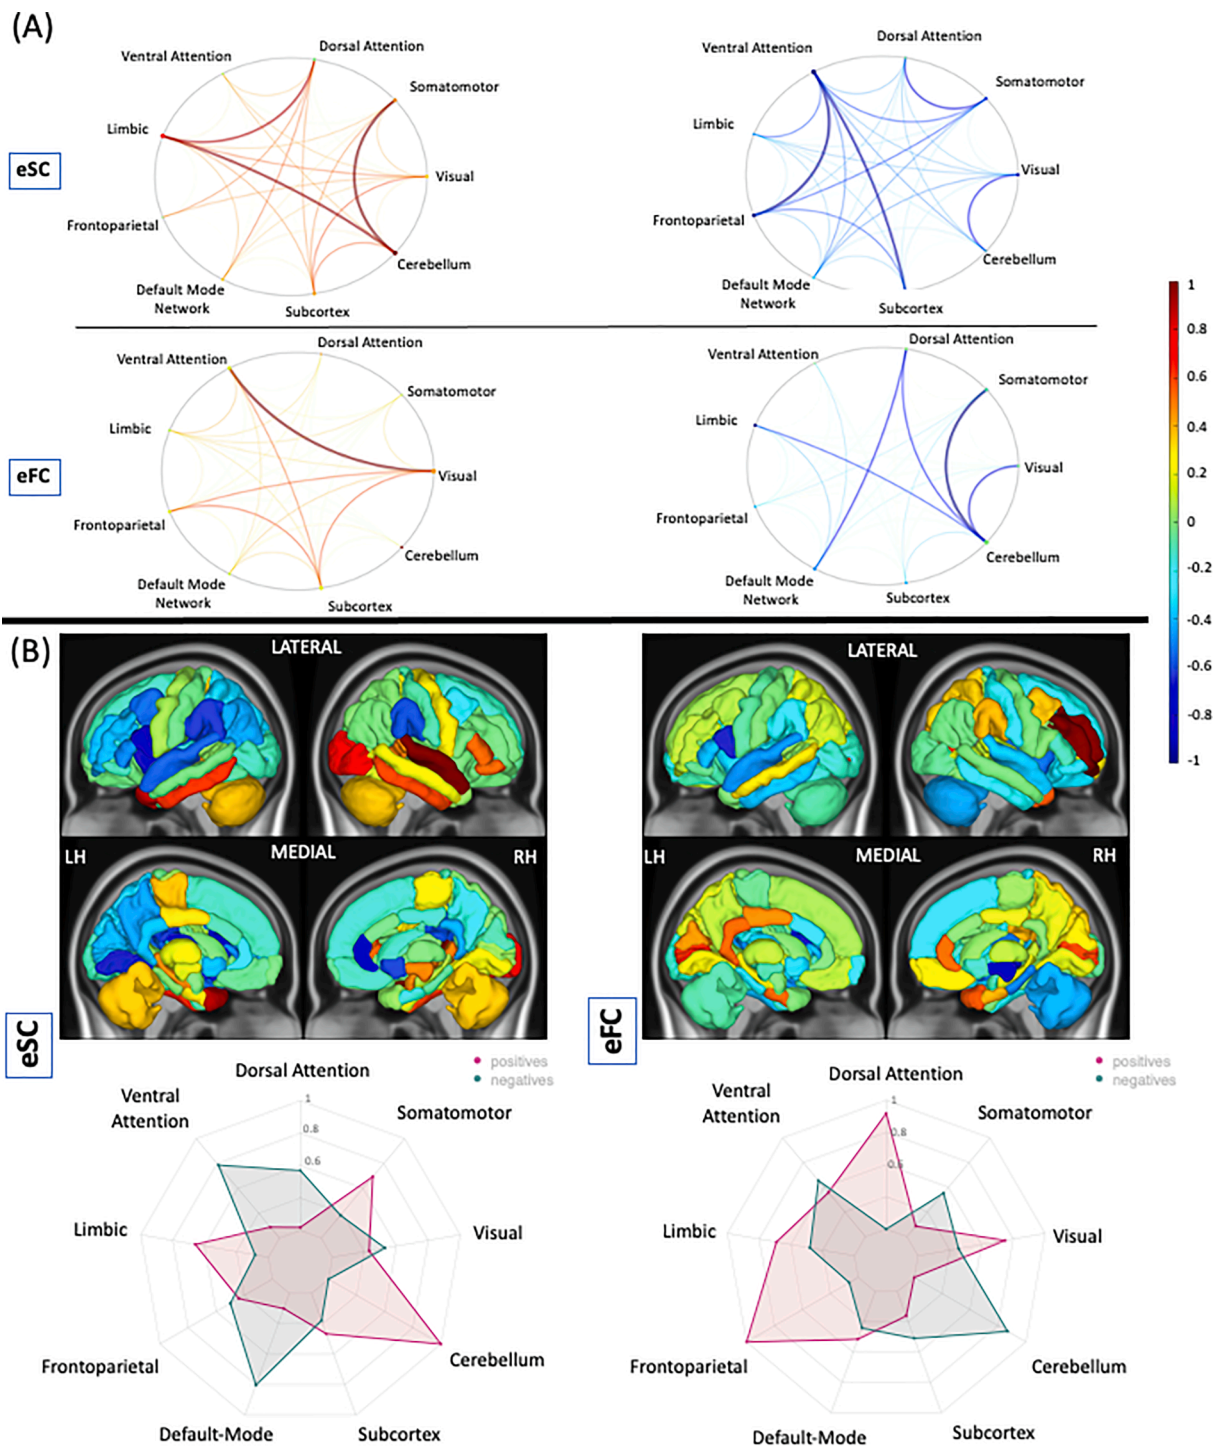 (A)
eSC
Ventral Attention
Dorsal Attention
Somatomotor
Limbic
Visual
Frontoparietal
Cerebellum
Default Mode
Network
Subcortex
Ventral Attention
Dorsal Attention
Somatomotor
Limbic
Visual
Frontoparietal
Cerebellum
Default Mode
Network
Subcortex
eFC
Dorsal Attention
Ventral Attention
Somatomotor
Limbic
Visual
Frontoparietal
Cerebellum
Default Mode
Network
Subcortex
Dorsal Attention
Ventral Attention
Somatomotor
Limbic
Visual
Frontoparietal
Cerebellum
Default Mode
Network
Subcortex
1
0.8
0.6
0.4
0.2
0
-0.2
-0.4
-0.6
-0.8
-1
(B)
LATERAL
LH
MEDIAL
RH
LATERAL
LH
MEDIAL
RH
eSC
positives
negatives
Dorsal Attention
Ventral
Attention
Somatomotor
1
0.8
0.6
Limbic
Visual
Frontoparietal
Cerebellum
Default-Mode
Subcortex
eFC
positives
negatives
Dorsal Attention
Ventral
Attention
Somatomotor
1
0.8
0.6
Limbic
Visual
Frontoparietal
Cerebellum
Default-Mode
Subcortex